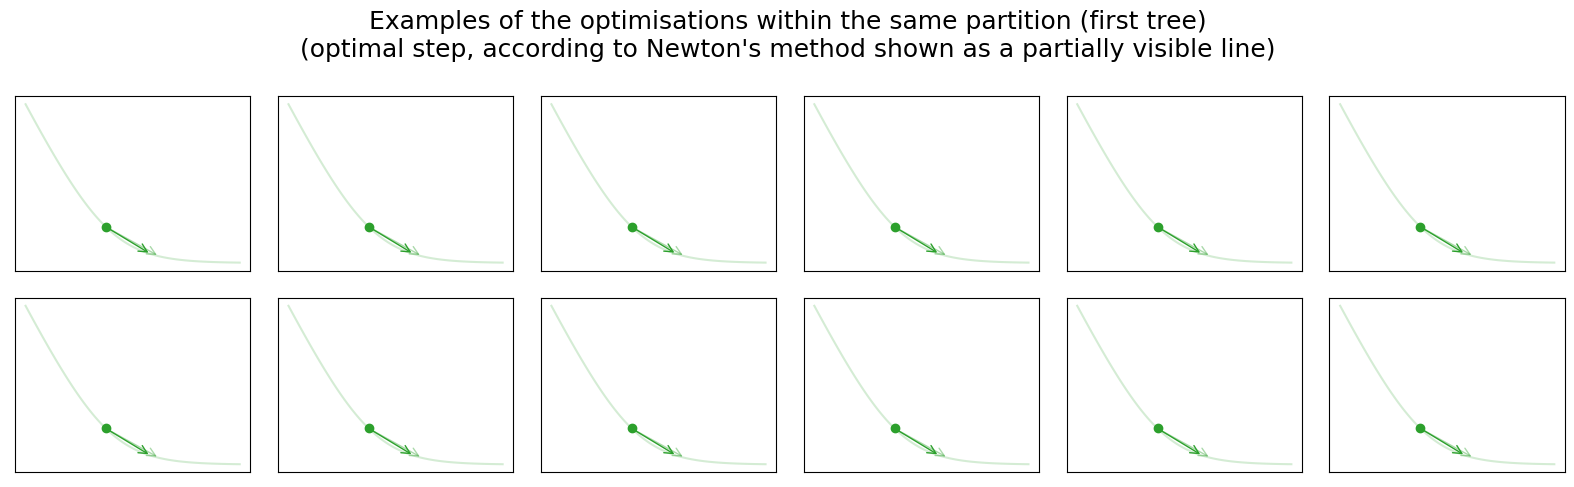 Examples of the optimisations within the same partition (first tree)
(optimal step, according to Newton's method shown as a partially visible line)